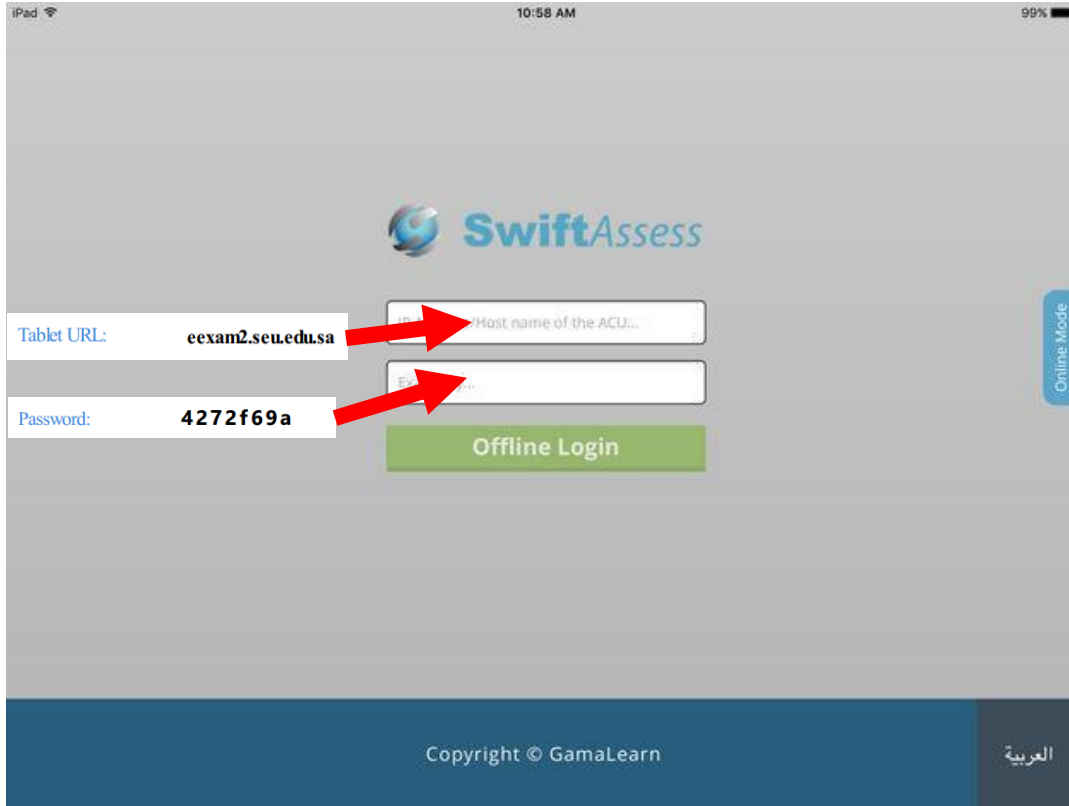 iPad
10:58 AM
99%
SwiftAssess
/Host name of the ACU...
Tablet URL: eexam2.seu.edu.sa
Online Mode
Password: 4272f69a
Offline Login
Copyright © GamaLearn
العربية